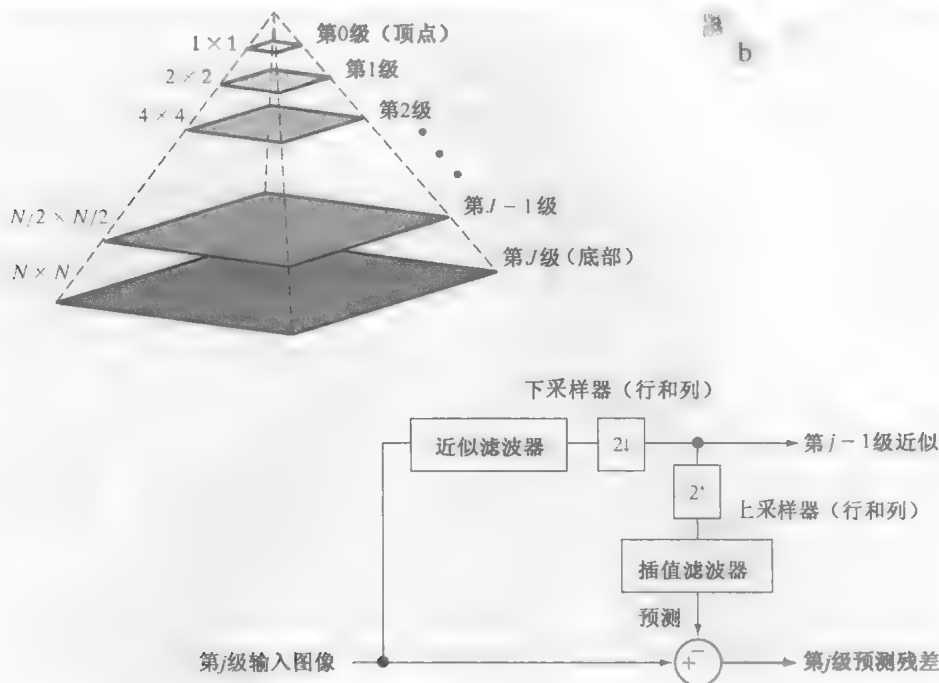 1 × 1
第0级（顶点）
b
2 × 2
第1级
4 × 4
第2级
N/2 × N/2
第J－1级
N × N
第J级（底部）
下采样器（行和列）
近似滤波器
2↓
第j－1级近似
上采样器（行和列）
插值滤波器
预测
第j级输入图像
+
−
第j级预测残差